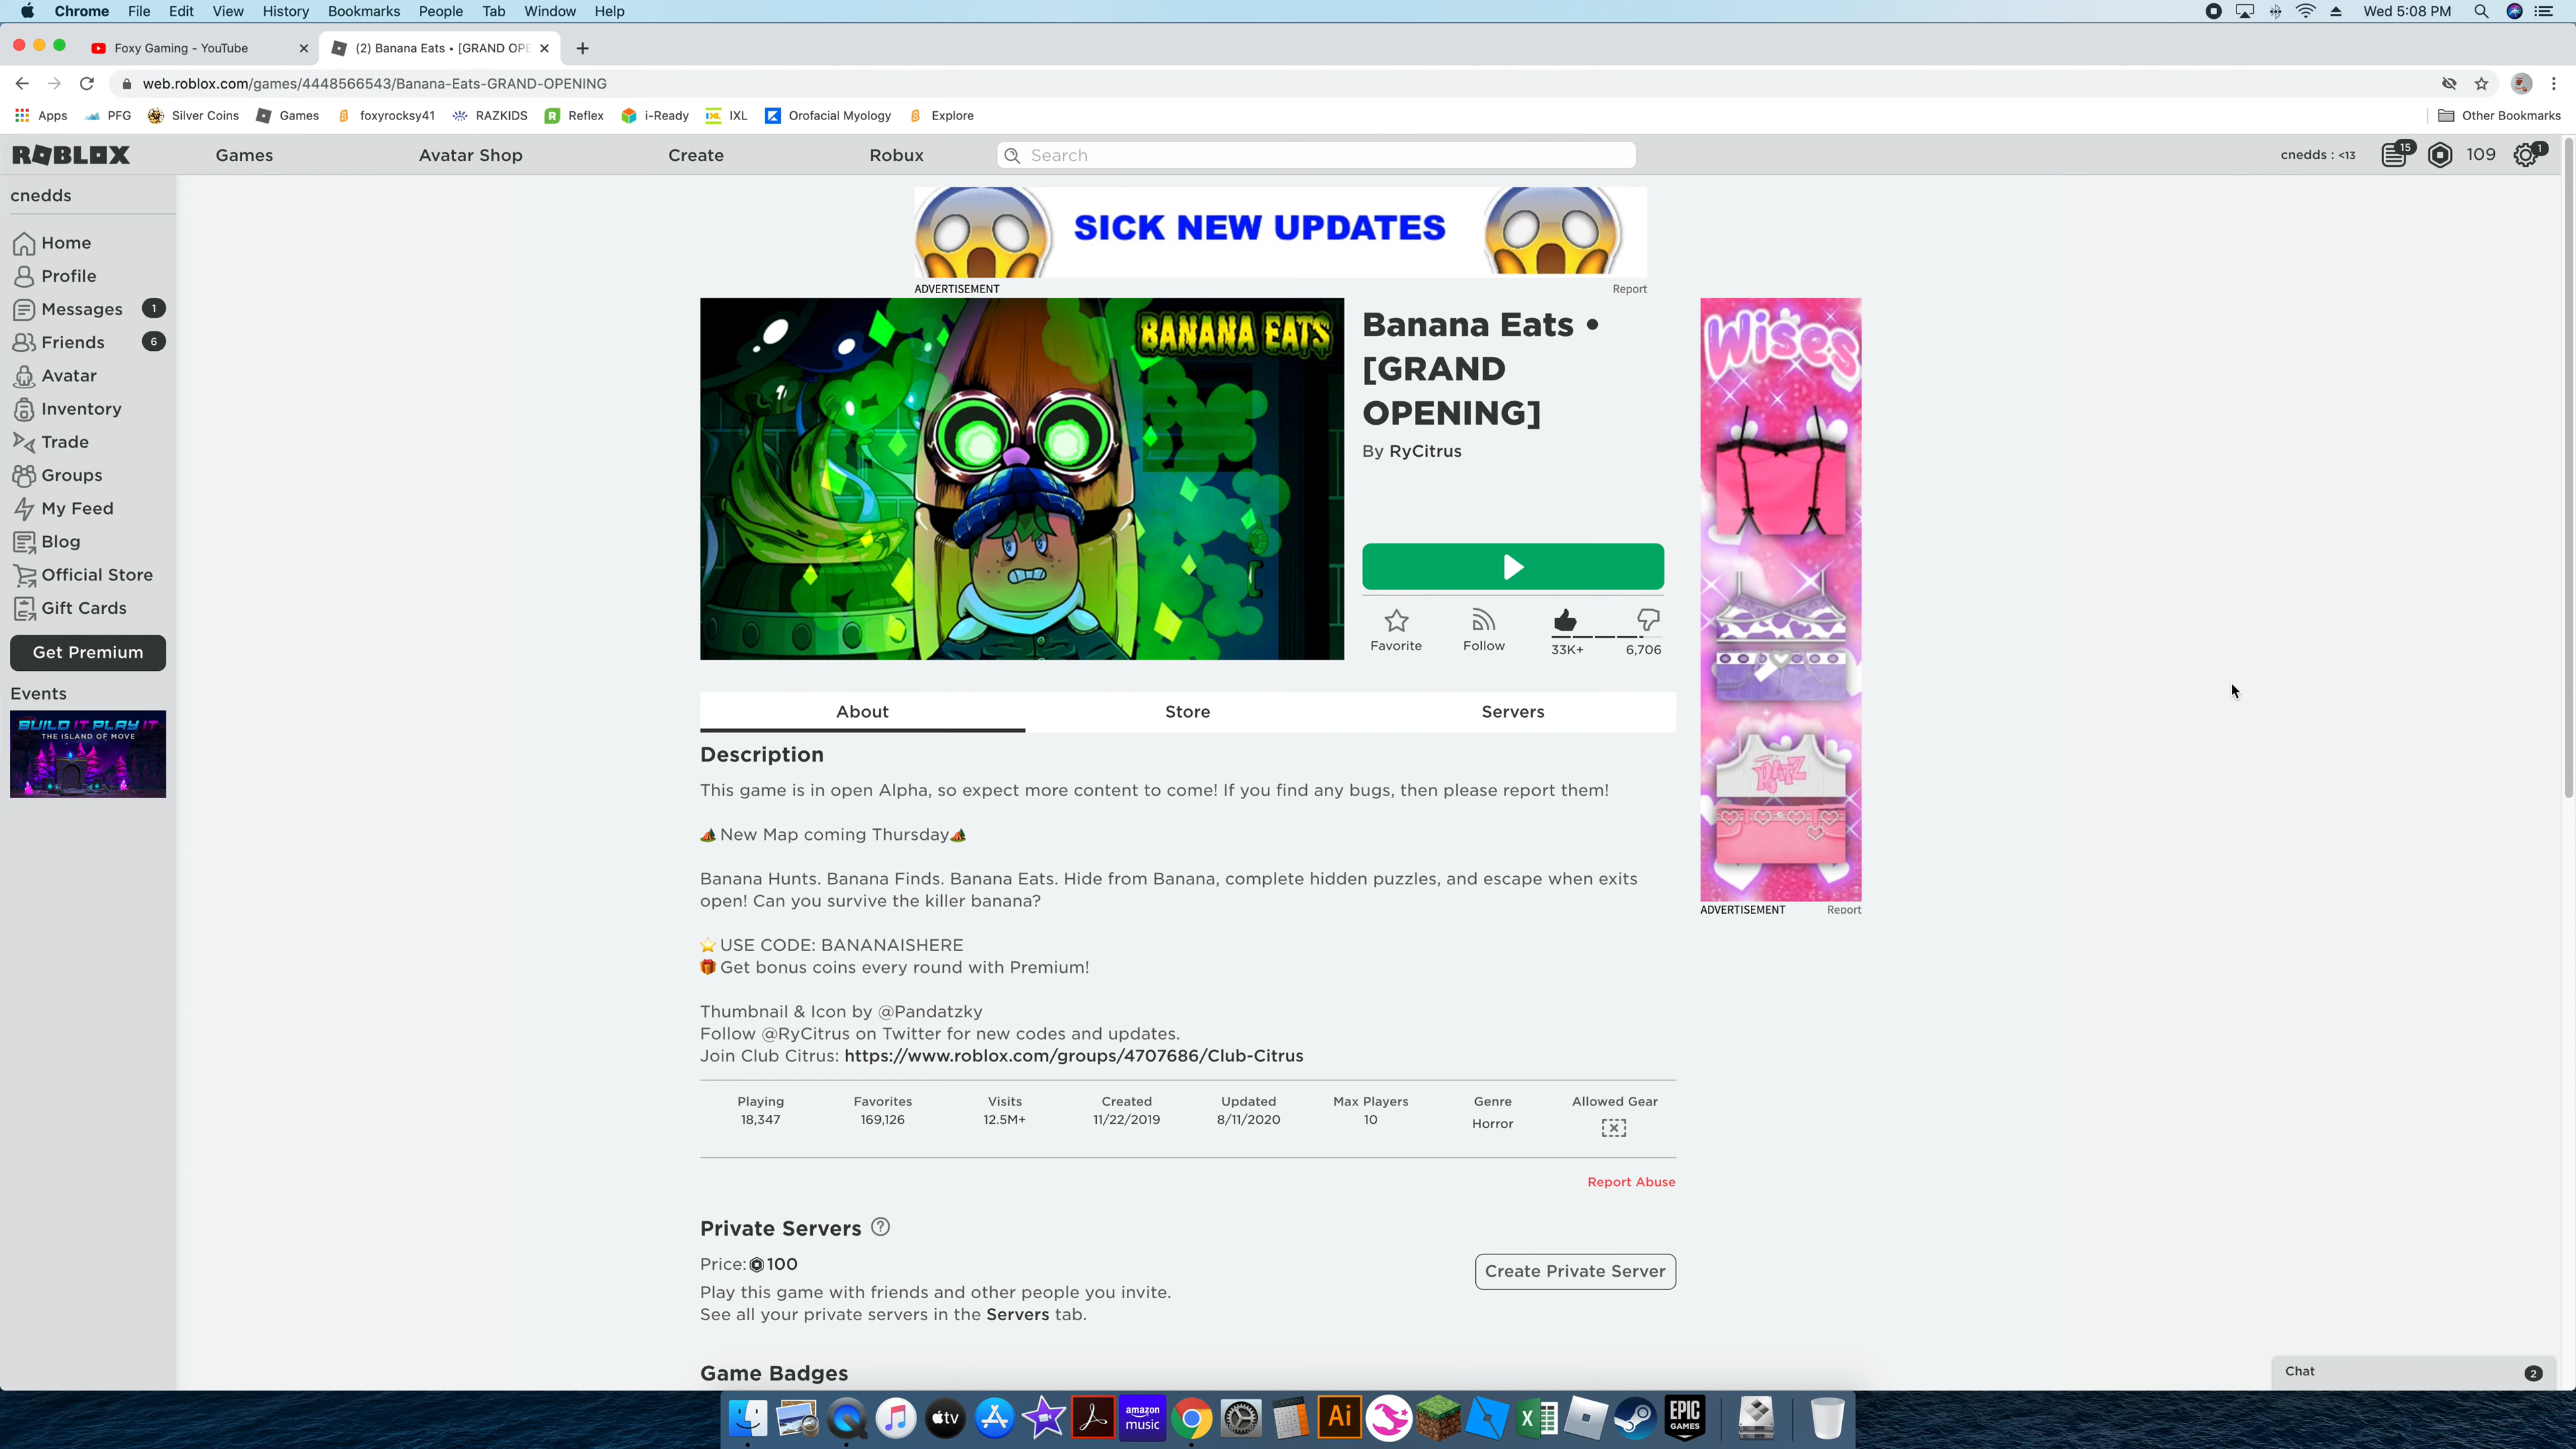 Chrome File Edit View History Bookmarks People Tab Window Help Wed 5:08 PM
Foxy Gaming - YouTube (2) Banana Eats • [GRAND OPE
web.roblox.com/games/4448566543/Banana-Eats-GRAND-OPENING
Apps PFG Silver Coins Games foxyrocksy41 RAZKIDS Reflex i-Ready IXL Orofacial Myology Explore Other Bookmarks
ROBLOX Games Avatar Shop Create Robux Search cnedds : <13 15 109 1
cnedds
Home
Profile
Messages 1
Friends 6
Avatar
Inventory
Trade
Groups
My Feed
Blog
Official Store
Gift Cards
Get Premium
Events
BUILD IT PLAY IT
THE ISLAND OF MOVE
SICK NEW UPDATES
ADVERTISEMENT Report
BANANA EATS
Banana Eats •
[GRAND
OPENING]
By RyCitrus
Favorite Follow 33K+ 6,706
Wises
RATZ
ADVERTISEMENT Report
About Store Servers
Description
This game is in open Alpha, so expect more content to come! If you find any bugs, then please report them!
🏕️ New Map coming Thursday🏕️
Banana Hunts. Banana Finds. Banana Eats. Hide from Banana, complete hidden puzzles, and escape when exits
open! Can you survive the killer banana?
⭐ USE CODE: BANANAISHERE
🎁 Get bonus coins every round with Premium!
Thumbnail & Icon by @Pandatzky
Follow @RyCitrus on Twitter for new codes and updates.
Join Club Citrus: https://www.roblox.com/groups/4707686/Club-Citrus
Playing Favorites Visits Created Updated Max Players Genre Allowed Gear
18,347 169,126 12.5M+ 11/22/2019 8/11/2020 10 Horror
Report Abuse
Private Servers
Price: 100
Create Private Server
Play this game with friends and other people you invite.
See all your private servers in the Servers tab.
Game Badges
Chat 2
tv amazon music Ai EPIC GAMES